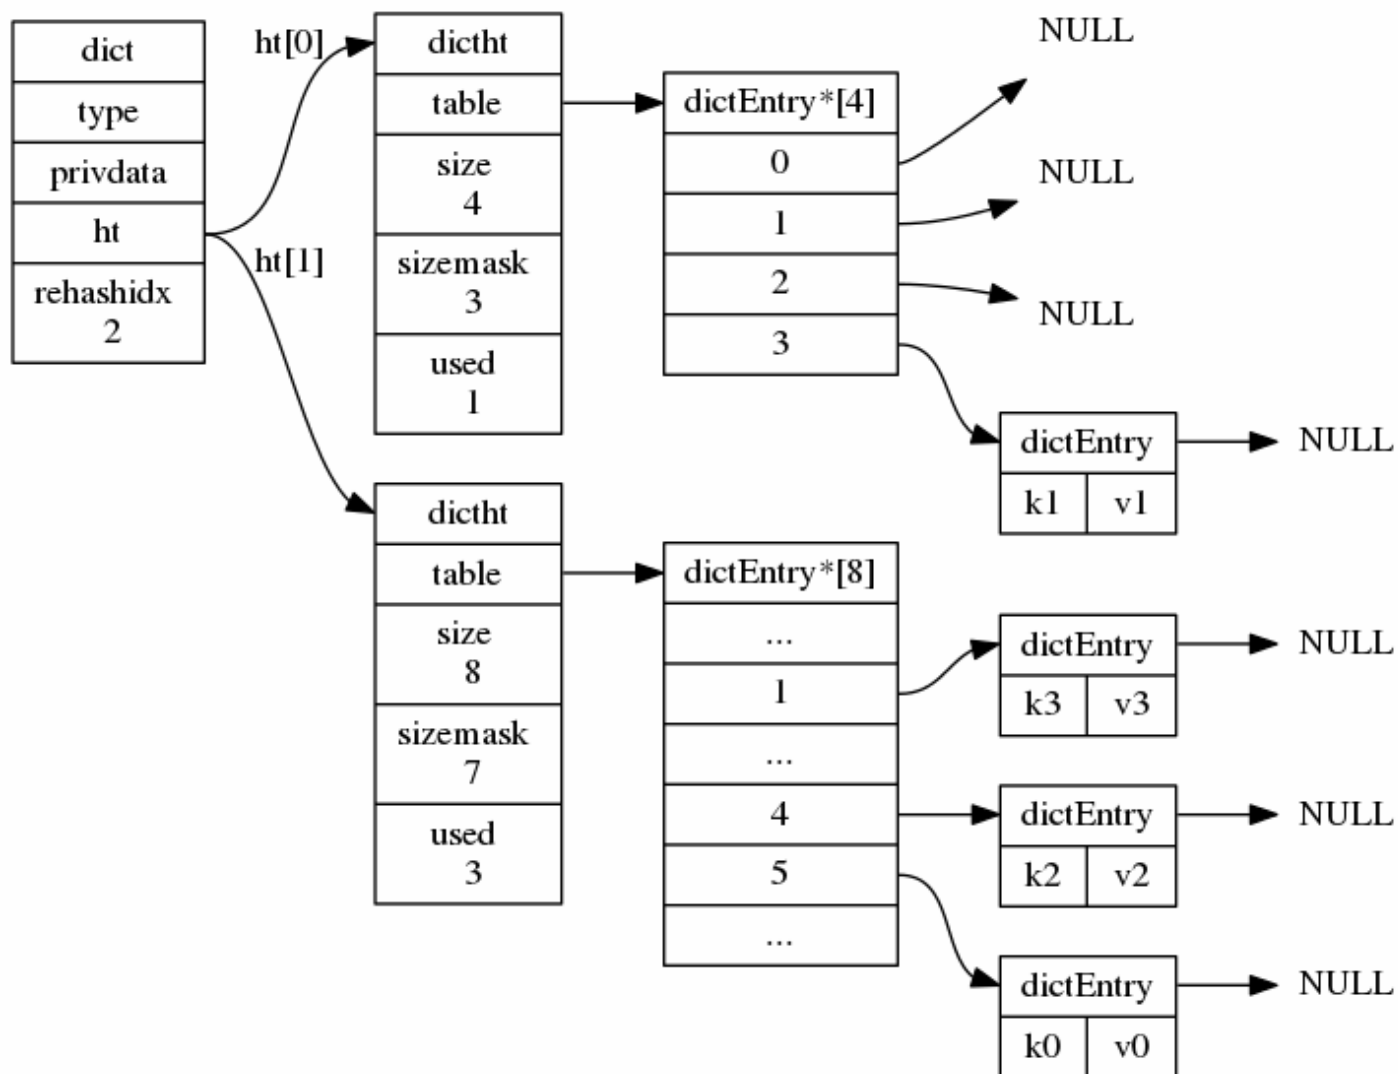 dict
type
privdata
ht
rehashidx
2
ht[0]
ht[1]
dictht
table
size
4
sizemask
3
used
1
dictEntry*[4]
0
1
2
3
NULL
NULL
NULL
dictEntry
k1 v1
NULL
dictht
table
size
8
sizemask
7
used
3
dictEntry*[8]
...
1
...
4
5
...
dictEntry
k3 v3
NULL
dictEntry
k2 v2
NULL
dictEntry
k0 v0
NULL